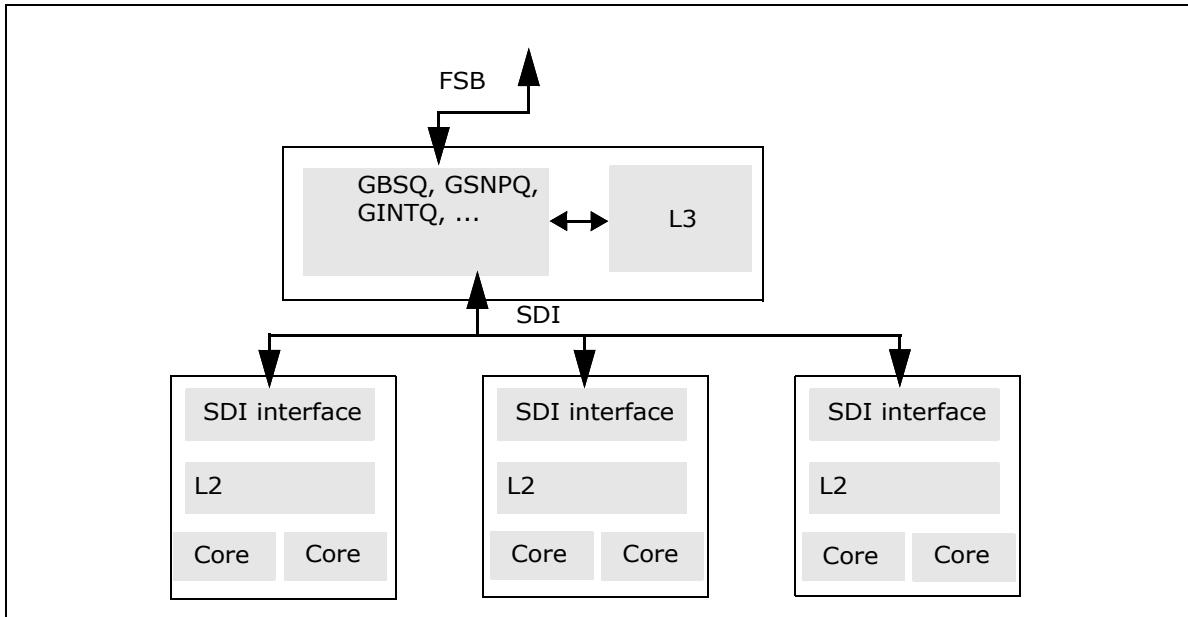 FSB
GBSQ, GSNPQ,
GINTQ, ...
L3
SDI
SDI interface
SDI interface
SDI interface
L2
L2
L2
Core
Core
Core
Core
Core
Core